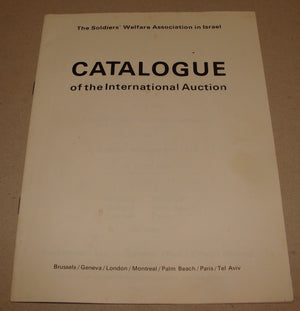 The Soldiers' Welfare Association in Israel
CATALOGUE
of the International Auction
Brussels/Geneva/London/Montreal/Palm Beach/Paris/Tel Aviv